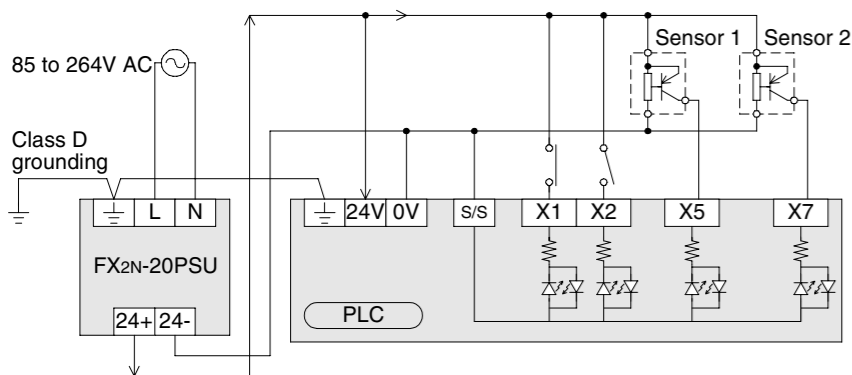 Sensor 1
Sensor 2
85 to 264V AC
Class D
grounding
L
N
24V
0V
S/S
X1
X2
X5
X7
FX2N-20PSU
PLC
24+
24-